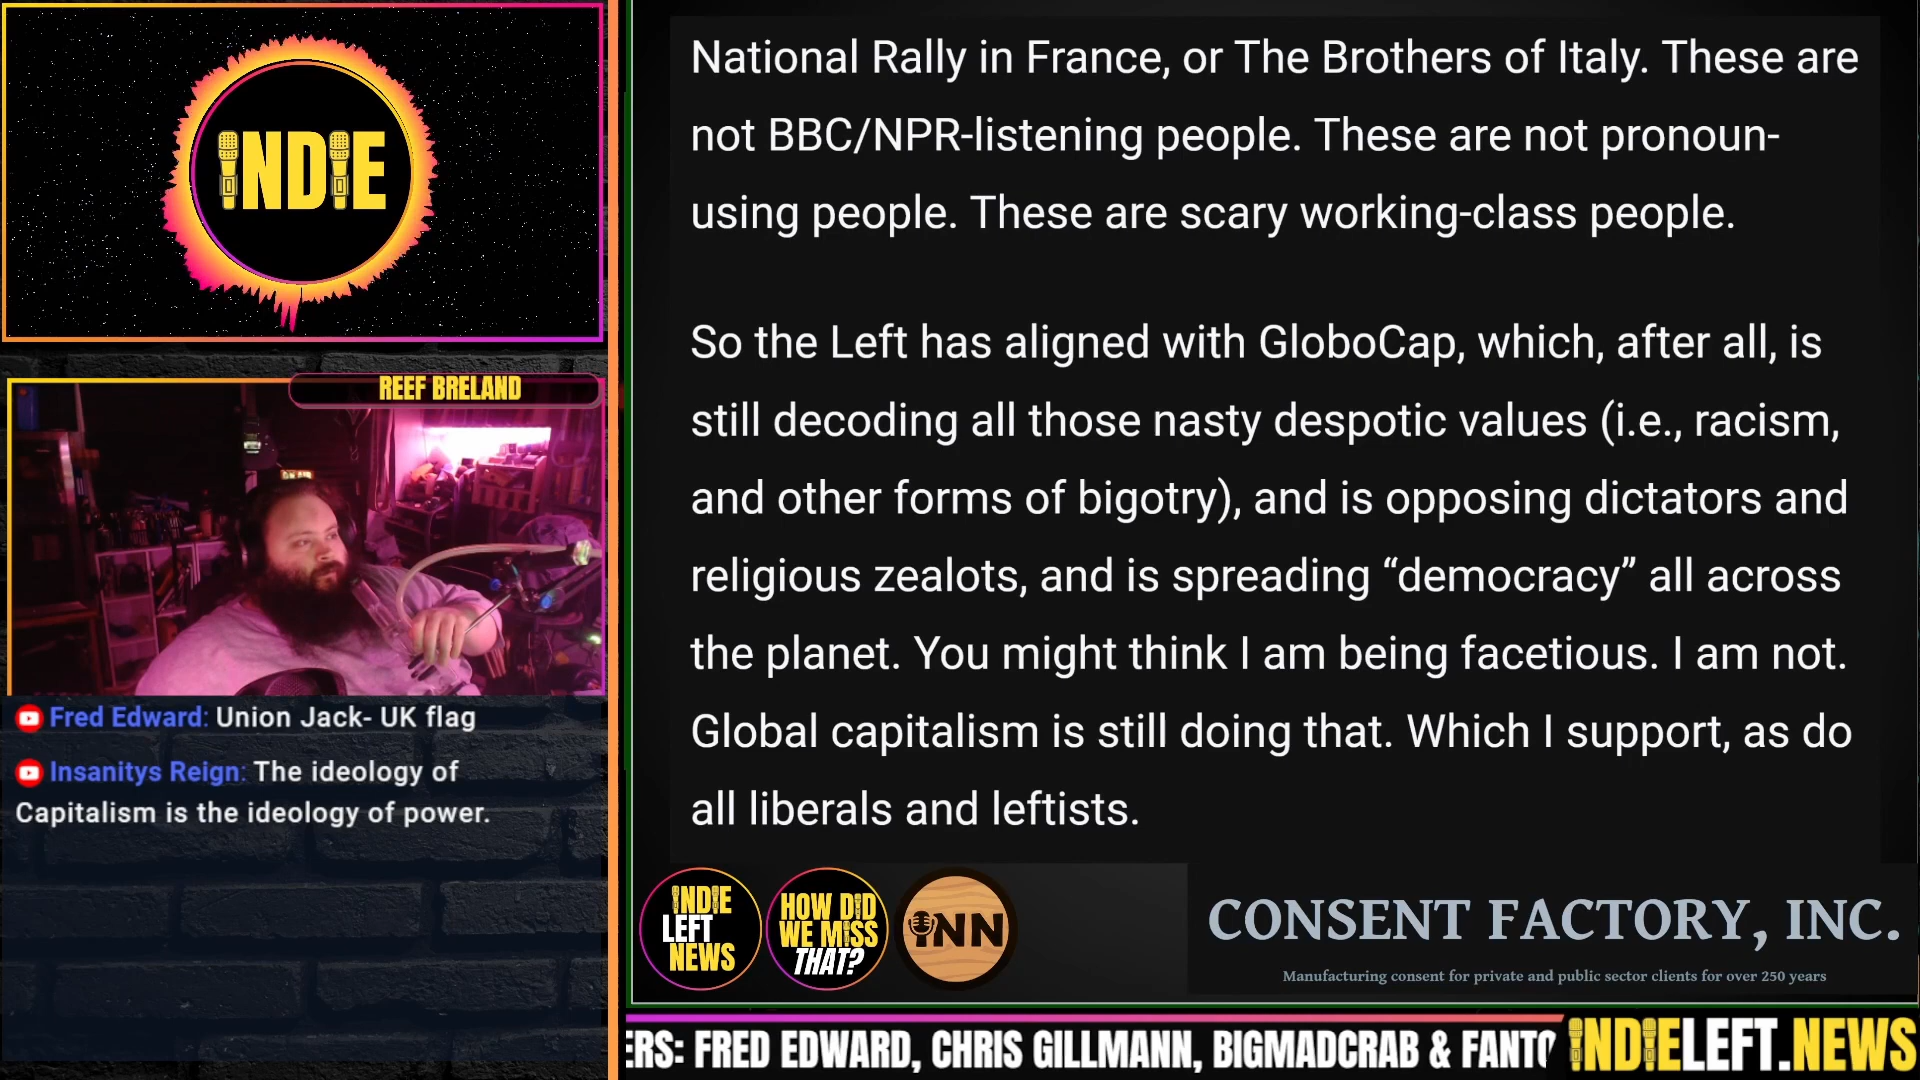 INDIE
REEF BRELAND
Fred Edward: Union Jack- UK flag
Insanitys Reign: The ideology of
Capitalism is the ideology of power.
National Rally in France, or The Brothers of Italy. These are
not BBC/NPR-listening people. These are not pronoun-
using people. These are scary working-class people.
So the Left has aligned with GloboCap, which, after all, is
still decoding all those nasty despotic values (i.e., racism,
and other forms of bigotry), and is opposing dictators and
religious zealots, and is spreading “democracy” all across
the planet. You might think I am being facetious. I am not.
Global capitalism is still doing that. Which I support, as do
all liberals and leftists.
INDIE
LEFT
NEWS
HOW DID
WE MISS
THAT?
INN
CONSENT FACTORY, INC.
Manufacturing consent for private and public sector clients for over 250 years
ERS: FRED EDWARD, CHRIS GILLMANN, BIGMADCRAB & FANTO
INDIELEFT.NEWS